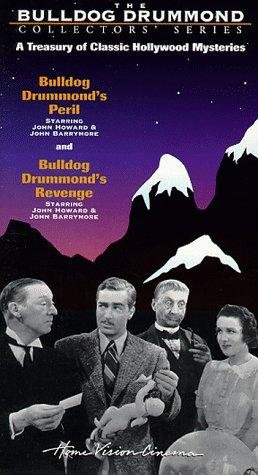 THE
BULLDOG DRUMMOND
COLLECTORS' SERIES
A Treasury of Classic Hollywood Mysteries
Bulldog
Drummond's
Peril
STARRING
JOHN HOWARD &
JOHN BARRYMORE
and
Bulldog
Drummond's
Revenge
STARRING
JOHN HOWARD &
JOHN BARRYMORE
Home Vision Cinema